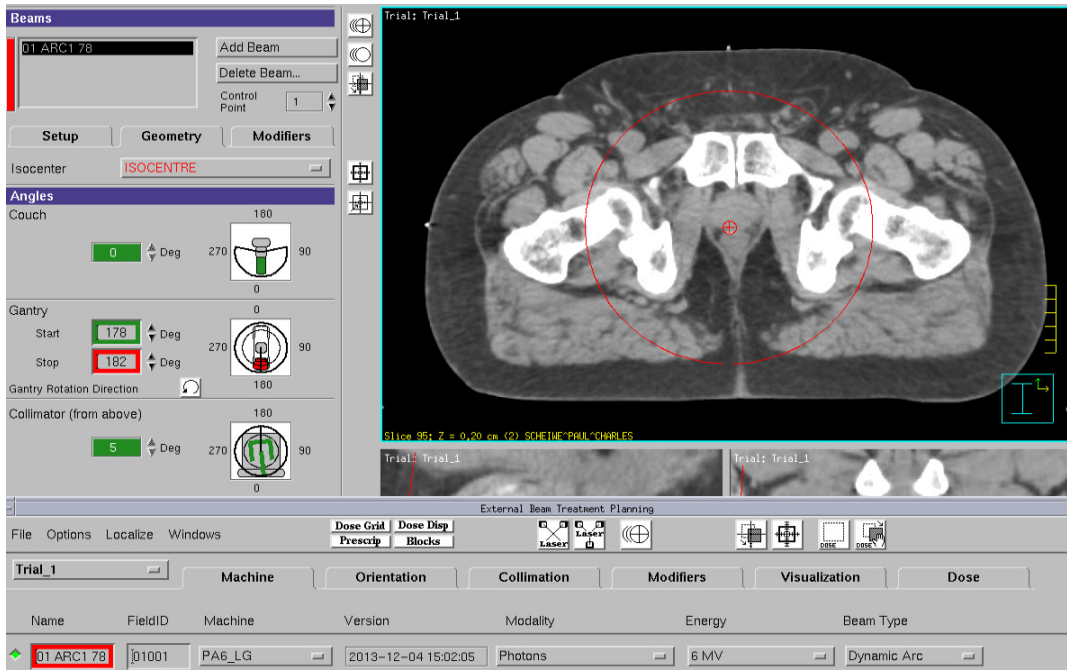 Beams
01 ARC1 78
Add Beam
Delete Beam...
Control
Point
1
Setup Geometry Modifiers
Isocenter ISOCENTRE
Angles
Couch
180
0 Deg 270 90
0
Gantry
0
Start 178 Deg
270 90
Stop 182 Deg
Gantry Rotation Direction 180
Collimator (from above)
180
5 Deg 270 90
0
Trial: Trial_1
Slice 95: Z = 0,20 cm (2) SCHEIWE^PAUL^CHARLES
Trial: Trial_1 Trial: Trial_1
External Beam Treatment Planning
File Options Localize Windows
Dose Grid Dose Disp
Prescrip Blocks
Laser Laser
DOSE DOSE
Trial_1 Machine Orientation Collimation Modifiers Visualization Dose
Name FieldID Machine Version Modality Energy Beam Type
01 ARC1 78 01001 PA6_LG 2013-12-04 15:02:05 Photons 6 MV Dynamic Arc